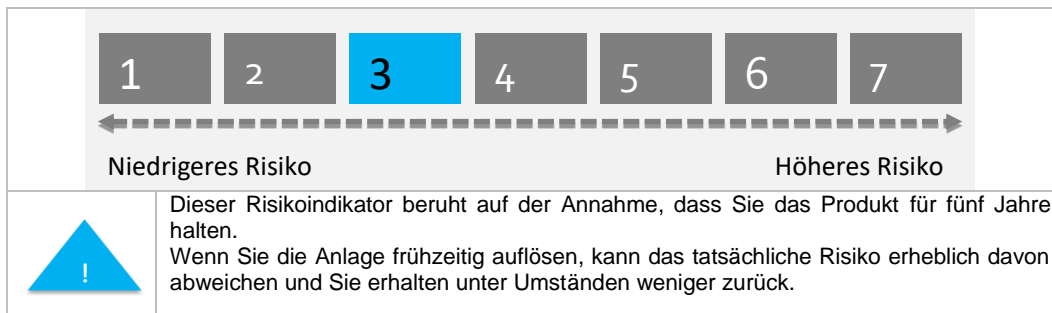 1 2 3 4 5 6 7
Niedrigeres Risiko Höheres Risiko
Dieser Risikoindikator beruht auf der Annahme, dass Sie das Produkt für fünf Jahre
halten.
Wenn Sie die Anlage frühzeitig auflösen, kann das tatsächliche Risiko erheblich davon
abweichen und Sie erhalten unter Umständen weniger zurück.
!